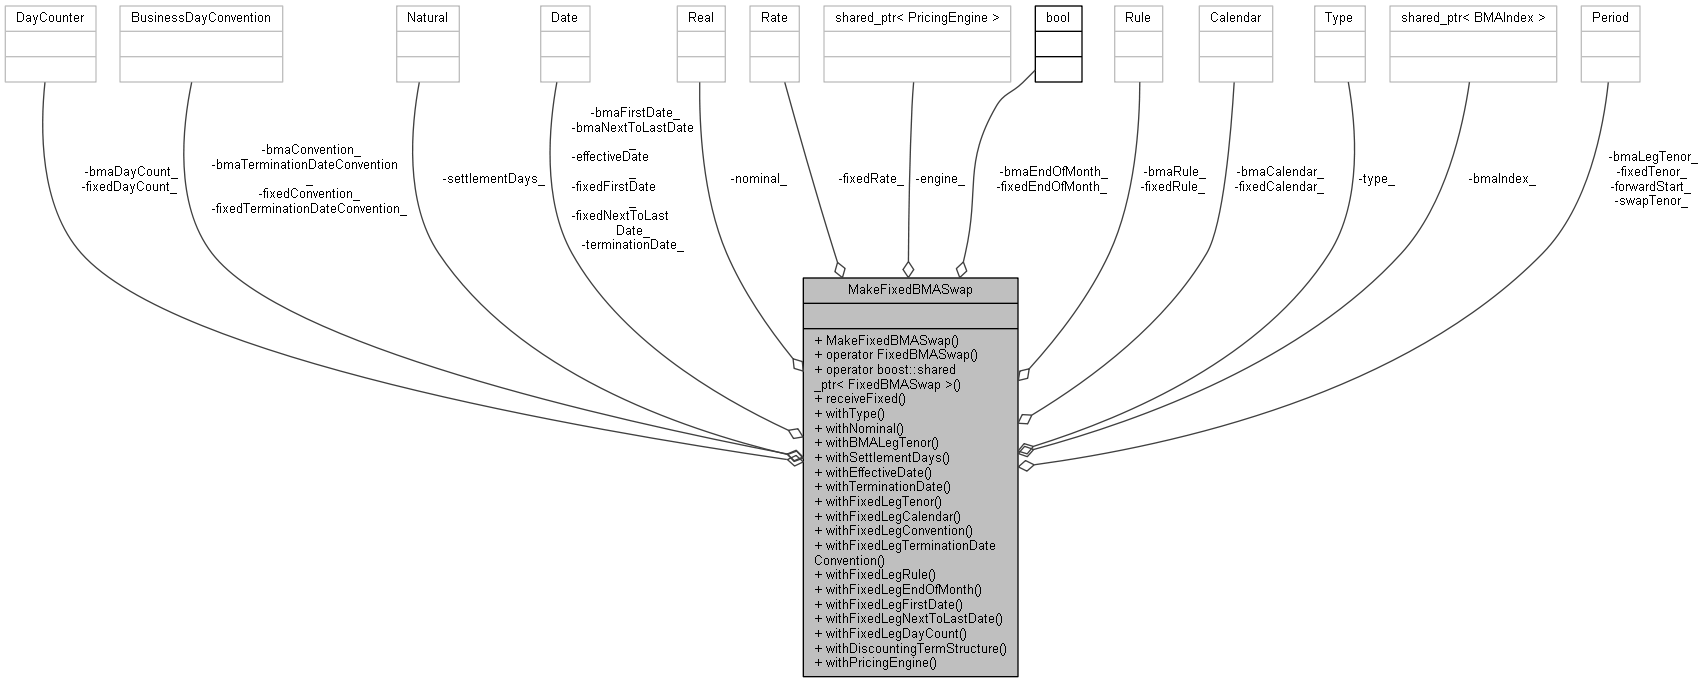 DayCounter
BusinessDayConvention
Natural
Date
Real
Rate
shared_ptr< PricingEngine >
bool
Rule
Calendar
Type
shared_ptr< BMAIndex >
Period
-bmaDayCount_
-fixedDayCount_
-bmaConvention_
-bmaTerminationDateConvention
_
-fixedConvention_
-fixedTerminationDateConvention_
-settlementDays_
-bmaFirstDate_
-bmaNextToLastDate
_
-effectiveDate
_
-fixedFirstDate
_
-fixedNextToLast
Date_
-terminationDate_
-nominal_
-fixedRate_
-engine_
-bmaEndOfMonth_
-fixedEndOfMonth_
-bmaRule_
-fixedRule_
-bmaCalendar_
-fixedCalendar_
-type_
-bmaIndex_
-bmaLegTenor_
-fixedTenor_
-forwardStart_
-swapTenor_
MakeFixedBMASwap
+ MakeFixedBMASwap()
+ operator FixedBMASwap()
+ operator boost::shared
_ptr< FixedBMASwap >()
+ receiveFixed()
+ withType()
+ withNominal()
+ withBMALegTenor()
+ withSettlementDays()
+ withEffectiveDate()
+ withTerminationDate()
+ withFixedLegTenor()
+ withFixedLegCalendar()
+ withFixedLegConvention()
+ withFixedLegTerminationDate
Convention()
+ withFixedLegRule()
+ withFixedLegEndOfMonth()
+ withFixedLegFirstDate()
+ withFixedLegNextToLastDate()
+ withFixedLegDayCount()
+ withDiscountingTermStructure()
+ withPricingEngine()